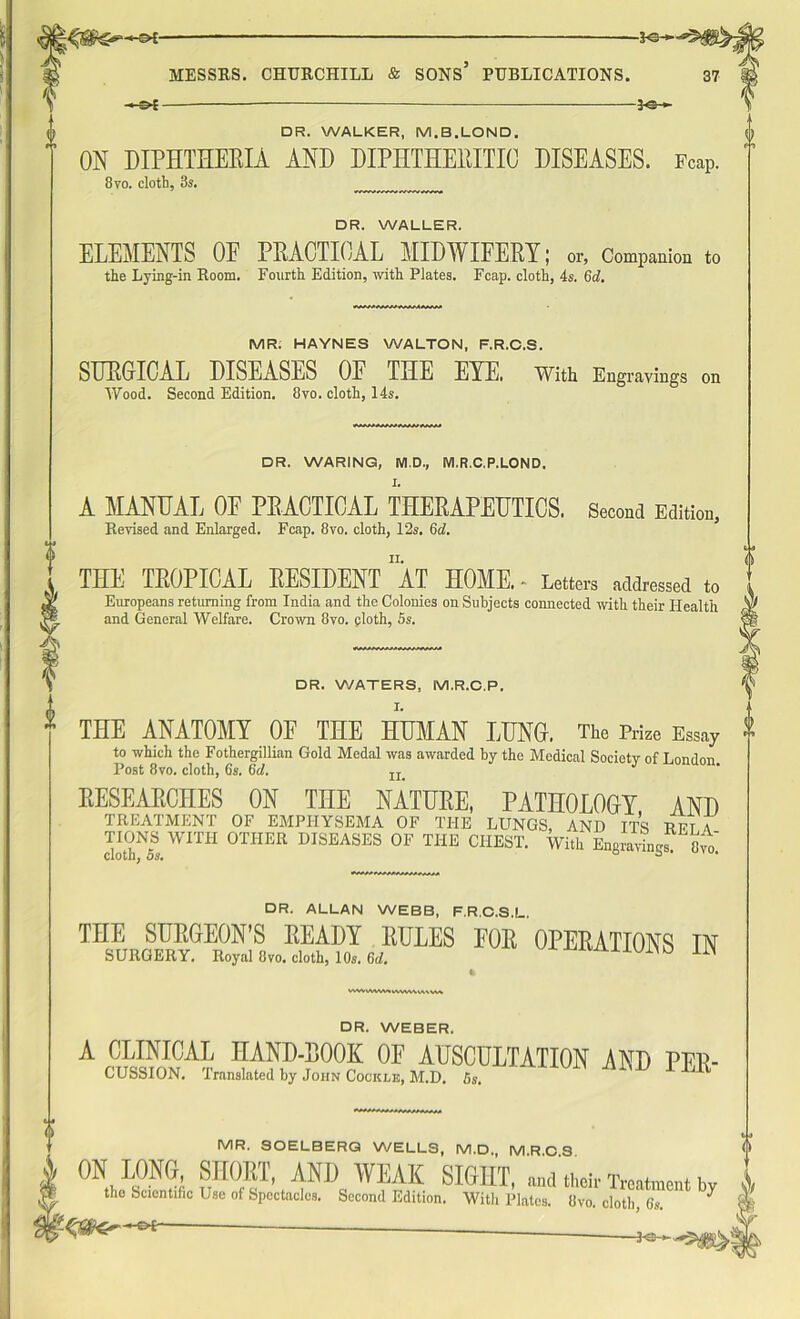 MESSRS. CHURCHILL & SONS’ PUBLICATIONS. 37
DR. WALKER, M.B.LOND.
ON DIPHTHERIA AND DIPHTHERITIC DISEASES. Fcap.
8vo. cloth, 3s.
DR. WALLER.
ELEMENTS OF PRACTICAL MIDWIFERY; or, Companion to
the Lying-in Room. Fourth Edition, with Plates. Fcap. cloth, 4s. 6d.
MR. HAYNES WALTON, F.R.C.S.
SURGICAL DISEASES OF THE EYE. With Engravings on
Wood. Second Edition. 8vo. cloth, 14s.
DR. WARING, M.D., M.R.C.P.LOND.
I.
A MANUAL OF PRACTICAL THERAPEUTICS. Second Edition,
Revised and Enlarged. Fcap. 8vo. cloth, 12s. 6d.
II.
THE TROPICAL RESIDENT AT HOME. - Letters addressed to
Europeans returning from India and the Colonies on Subjects connected with their Health
and General Welfare. Crown 8vo. cloth, 5s.
DR. WATERS, M.R.C.P.
I.
THE ANATOMY OF THE HUMAN LUNG. The Prize Essay
to which the Fothergillian Gold Medal was awarded by the Medical Society of London.
Post 8vo. cloth, 6s. 6d.
II.
RESEARCHES ON THE NATURE, PATHOLOGY, AND
TREATMENT OF EMPHYSEMA OF THE LUNGS, AND ITS RELA-
TIONS WITH OTHER DISEASES OF THE CHEST. With Engravings. 8vo.
cloth, 5s.
DR. ALLAN WEBB, F.R.C.S.L.
THE SURGEON’S READY RULES FOR OPERATIONS IN
SURGERY. Royal 8vo. cloth, 10s. 6d.
DR. WEBER.
A CLINICAL HAND-BOOK OF AUSCULTATION AND PER-
CUSSION. Translated by John Cockle, M.D. 5s.
MR. SOELBERG WELLS, M.D., M.R.C.S.
ON LONG, SHORT, AND WEAK SIGHT, and their Treatment by
the Scientific Use of Spectacles. Second Edition. With Plates. 8vo. cloth, 6s.